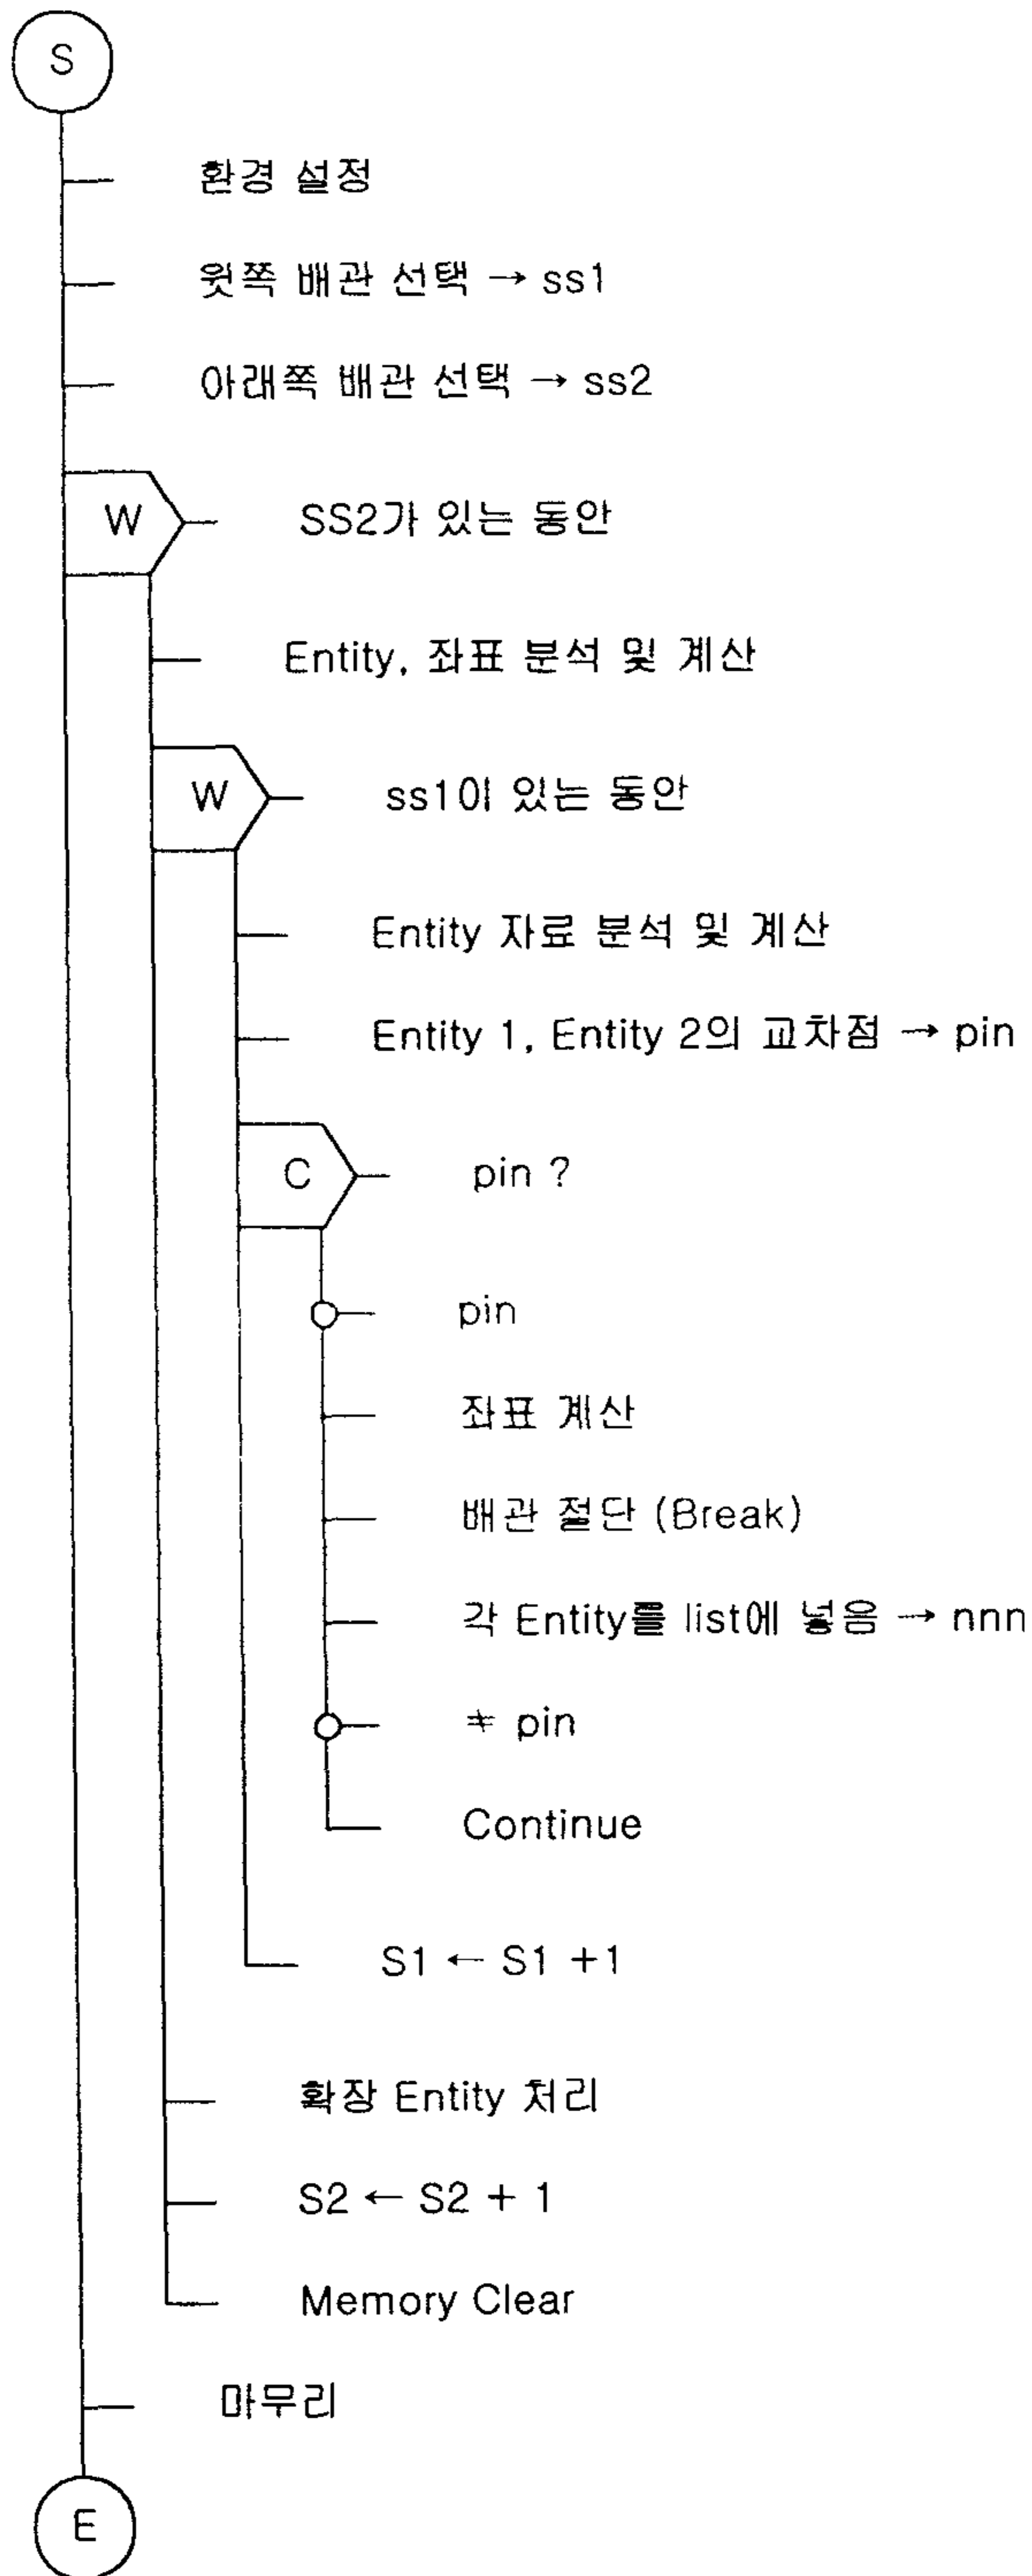 S
환경 설정
윗쪽 배관 선택 → ss1
아래쪽 배관 선택 → ss2
W SS2가 있는 동안
Entity, 좌표 분석 및 계산
W ss1이 있는 동안
Entity 자료 분석 및 계산
Entity 1, Entity 2의 교차점 → pin
C pin ?
pin
좌표 계산
배관 절단 (Break)
각 Entity를 list에 넣음 → nnn
≠ pin
Continue
S1 ← S1 +1
확장 Entity 처리
S2 ← S2 + 1
Memory Clear
마무리
E